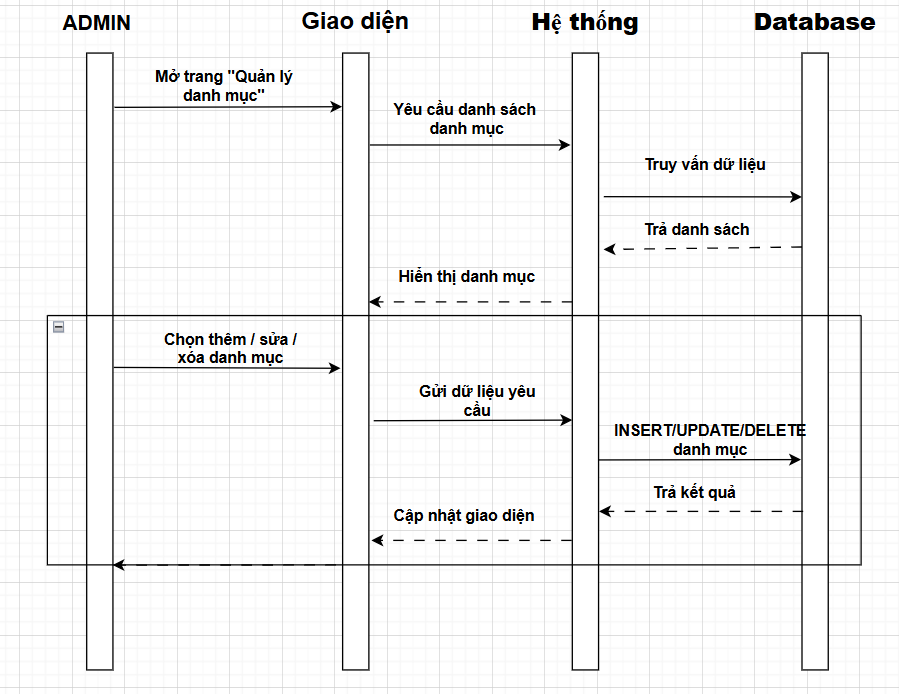 ADMIN
Giao diện
Hệ thống
Database
Mở trang "Quản lý
danh mục"
Yêu cầu danh sách
danh mục
Truy vấn dữ liệu
Trả danh sách
Hiển thị danh mục
Chọn thêm / sửa /
xóa danh mục
Gửi dữ liệu yêu
cầu
INSERT/UPDATE/DELETE
danh mục
Trả kết quả
Cập nhật giao diện